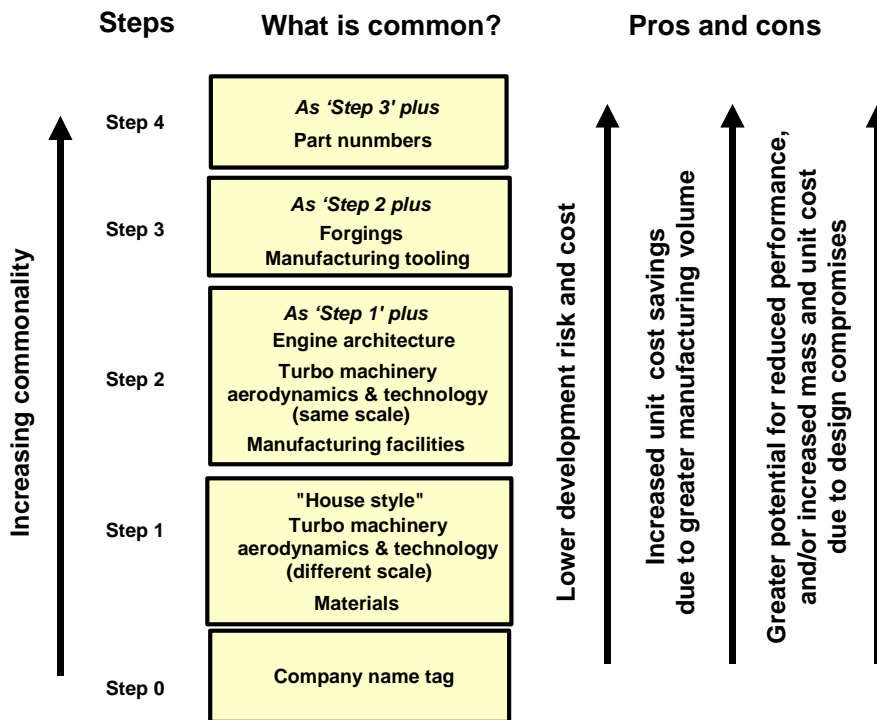 Steps
What is common?
Pros and cons
Increasing commonality
Step 4
As ‘Step 3' plus
Part nunmbers
Step 3
As ‘Step 2 plus
Forgings
Manufacturing tooling
Step 2
As ‘Step 1' plus
Engine architecture
Turbo machinery
aerodynamics & technology
(same scale)
Manufacturing facilities
Step 1
"House style"
Turbo machinery
aerodynamics & technology
(different scale)
Materials
Step 0
Company name tag
Lower development risk and cost
Increased unit cost savings
due to greater manufacturing volume
Greater potential for reduced performance,
and/or increased mass and unit cost
due to design compromises